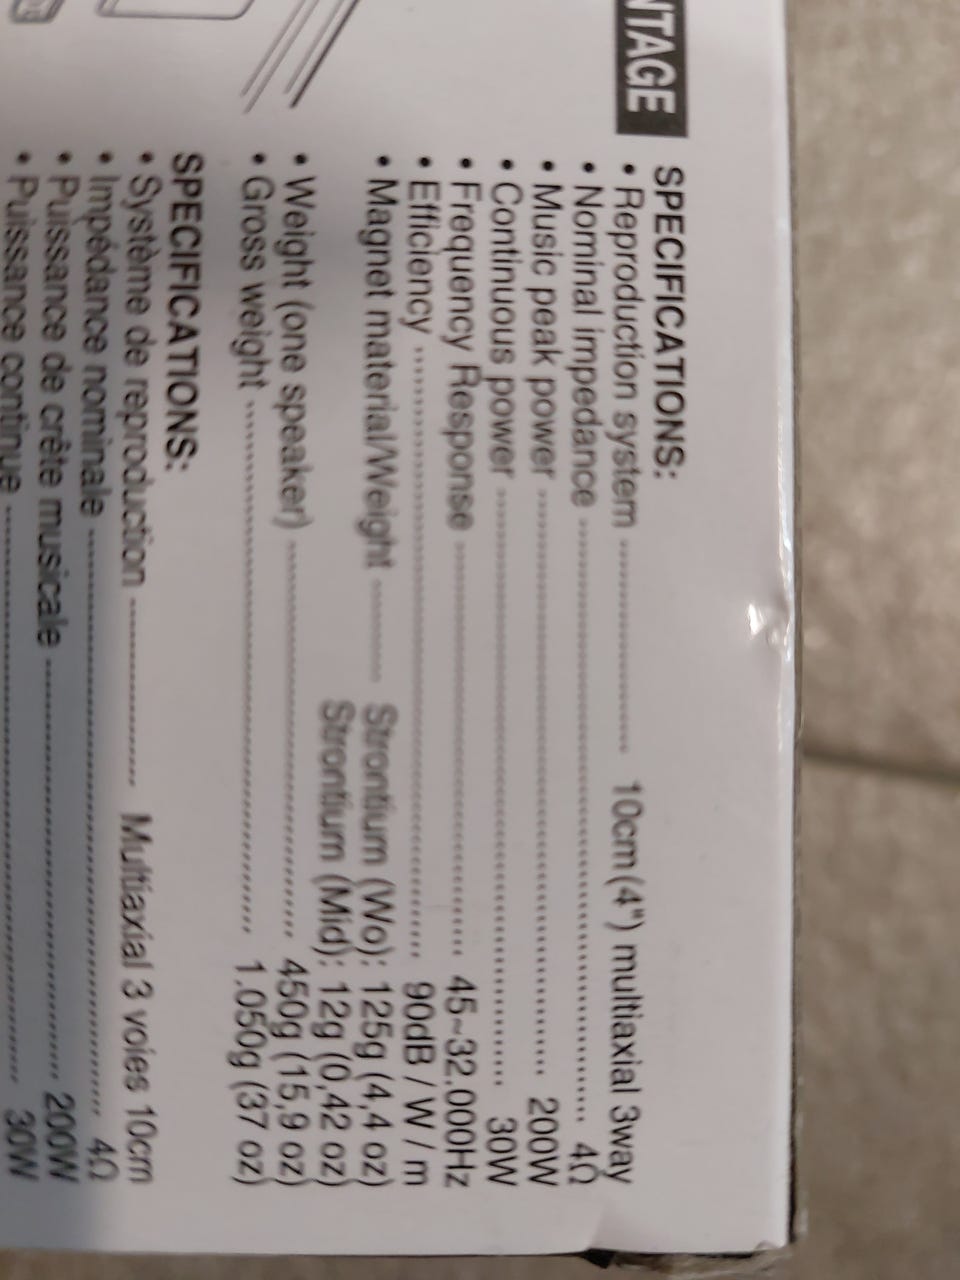 NTAGE
SPECIFICATIONS:
• Reproduction system ........................ 10cm (4") multiaxial 3way
• Nominal impedance ........................ 4Ω
• Music peak power ........................ 200W
• Continuous power ........................ 30W
• Frequency Response ........................ 45~32.000Hz
• Efficiency ........................ 90dB / W / m
• Magnet material/Weight ............ Strontium (Wo): 125g (4,4 oz)
Strontium (Mid): 12g (0,42 oz)
• Weight (one speaker) ........................ 450g (15,9 oz)
• Gross weight ........................ 1.050g (37 oz)
SPECIFICATIONS:
• Système de reproduction ........................ Multiaxial 3 voies 10cm
• Impédance nominale ........................ 4Ω
• Puissance de crête musicale ........................ 200W
• Puissance continue ........................ 30W